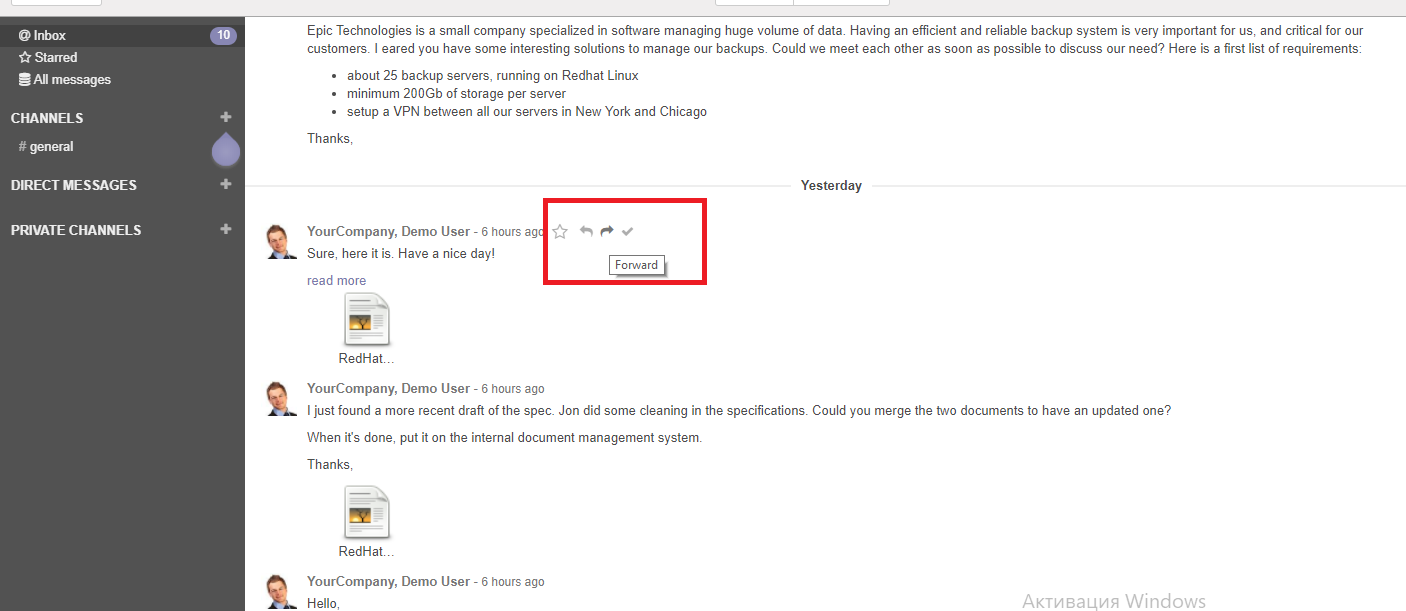 Inbox
10
Starred
All messages
CHANNELS
# general
DIRECT MESSAGES
PRIVATE CHANNELS
Epic Technologies is a small company specialized in software managing huge volume of data. Having an efficient and reliable backup system is very important for us, and critical for our
customers. I eared you have some interesting solutions to manage our backups. Could we meet each other as soon as possible to discuss our need? Here is a first list of requirements:
• about 25 backup servers, running on Redhat Linux
• minimum 200Gb of storage per server
• setup a VPN between all our servers in New York and Chicago
Thanks,
Yesterday
YourCompany, Demo User - 6 hours ago
Sure, here it is. Have a nice day!
Forward
read more
RedHat...
YourCompany, Demo User - 6 hours ago
I just found a more recent draft of the spec. Jon did some cleaning in the specifications. Could you merge the two documents to have an updated one?
When it's done, put it on the internal document management system.
Thanks,
RedHat...
YourCompany, Demo User - 6 hours ago
Hello,
Активация Windows